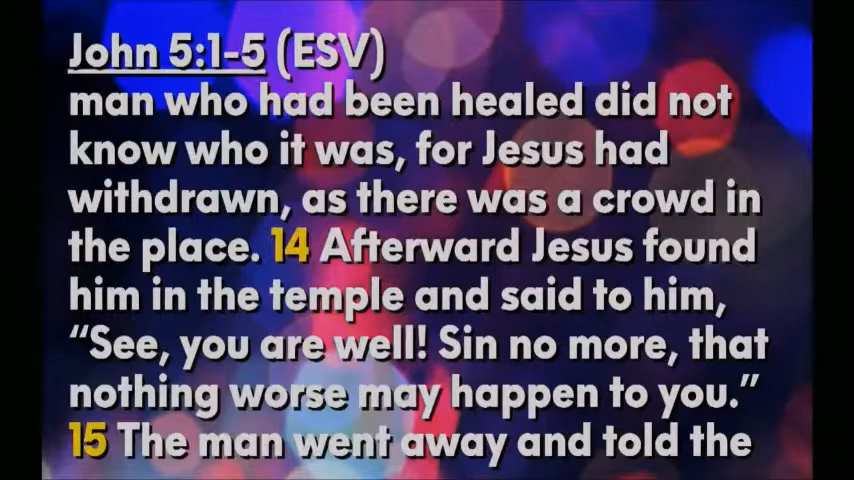 John 5:1-5 (ESV)
man who had been healed did not
know who it was, for Jesus had
withdrawn, as there was a crowd in
the place. 14 Afterward Jesus found
him in the temple and said to him,
“See, you are well! Sin no more, that
nothing worse may happen to you.”
15 The man went away and told the